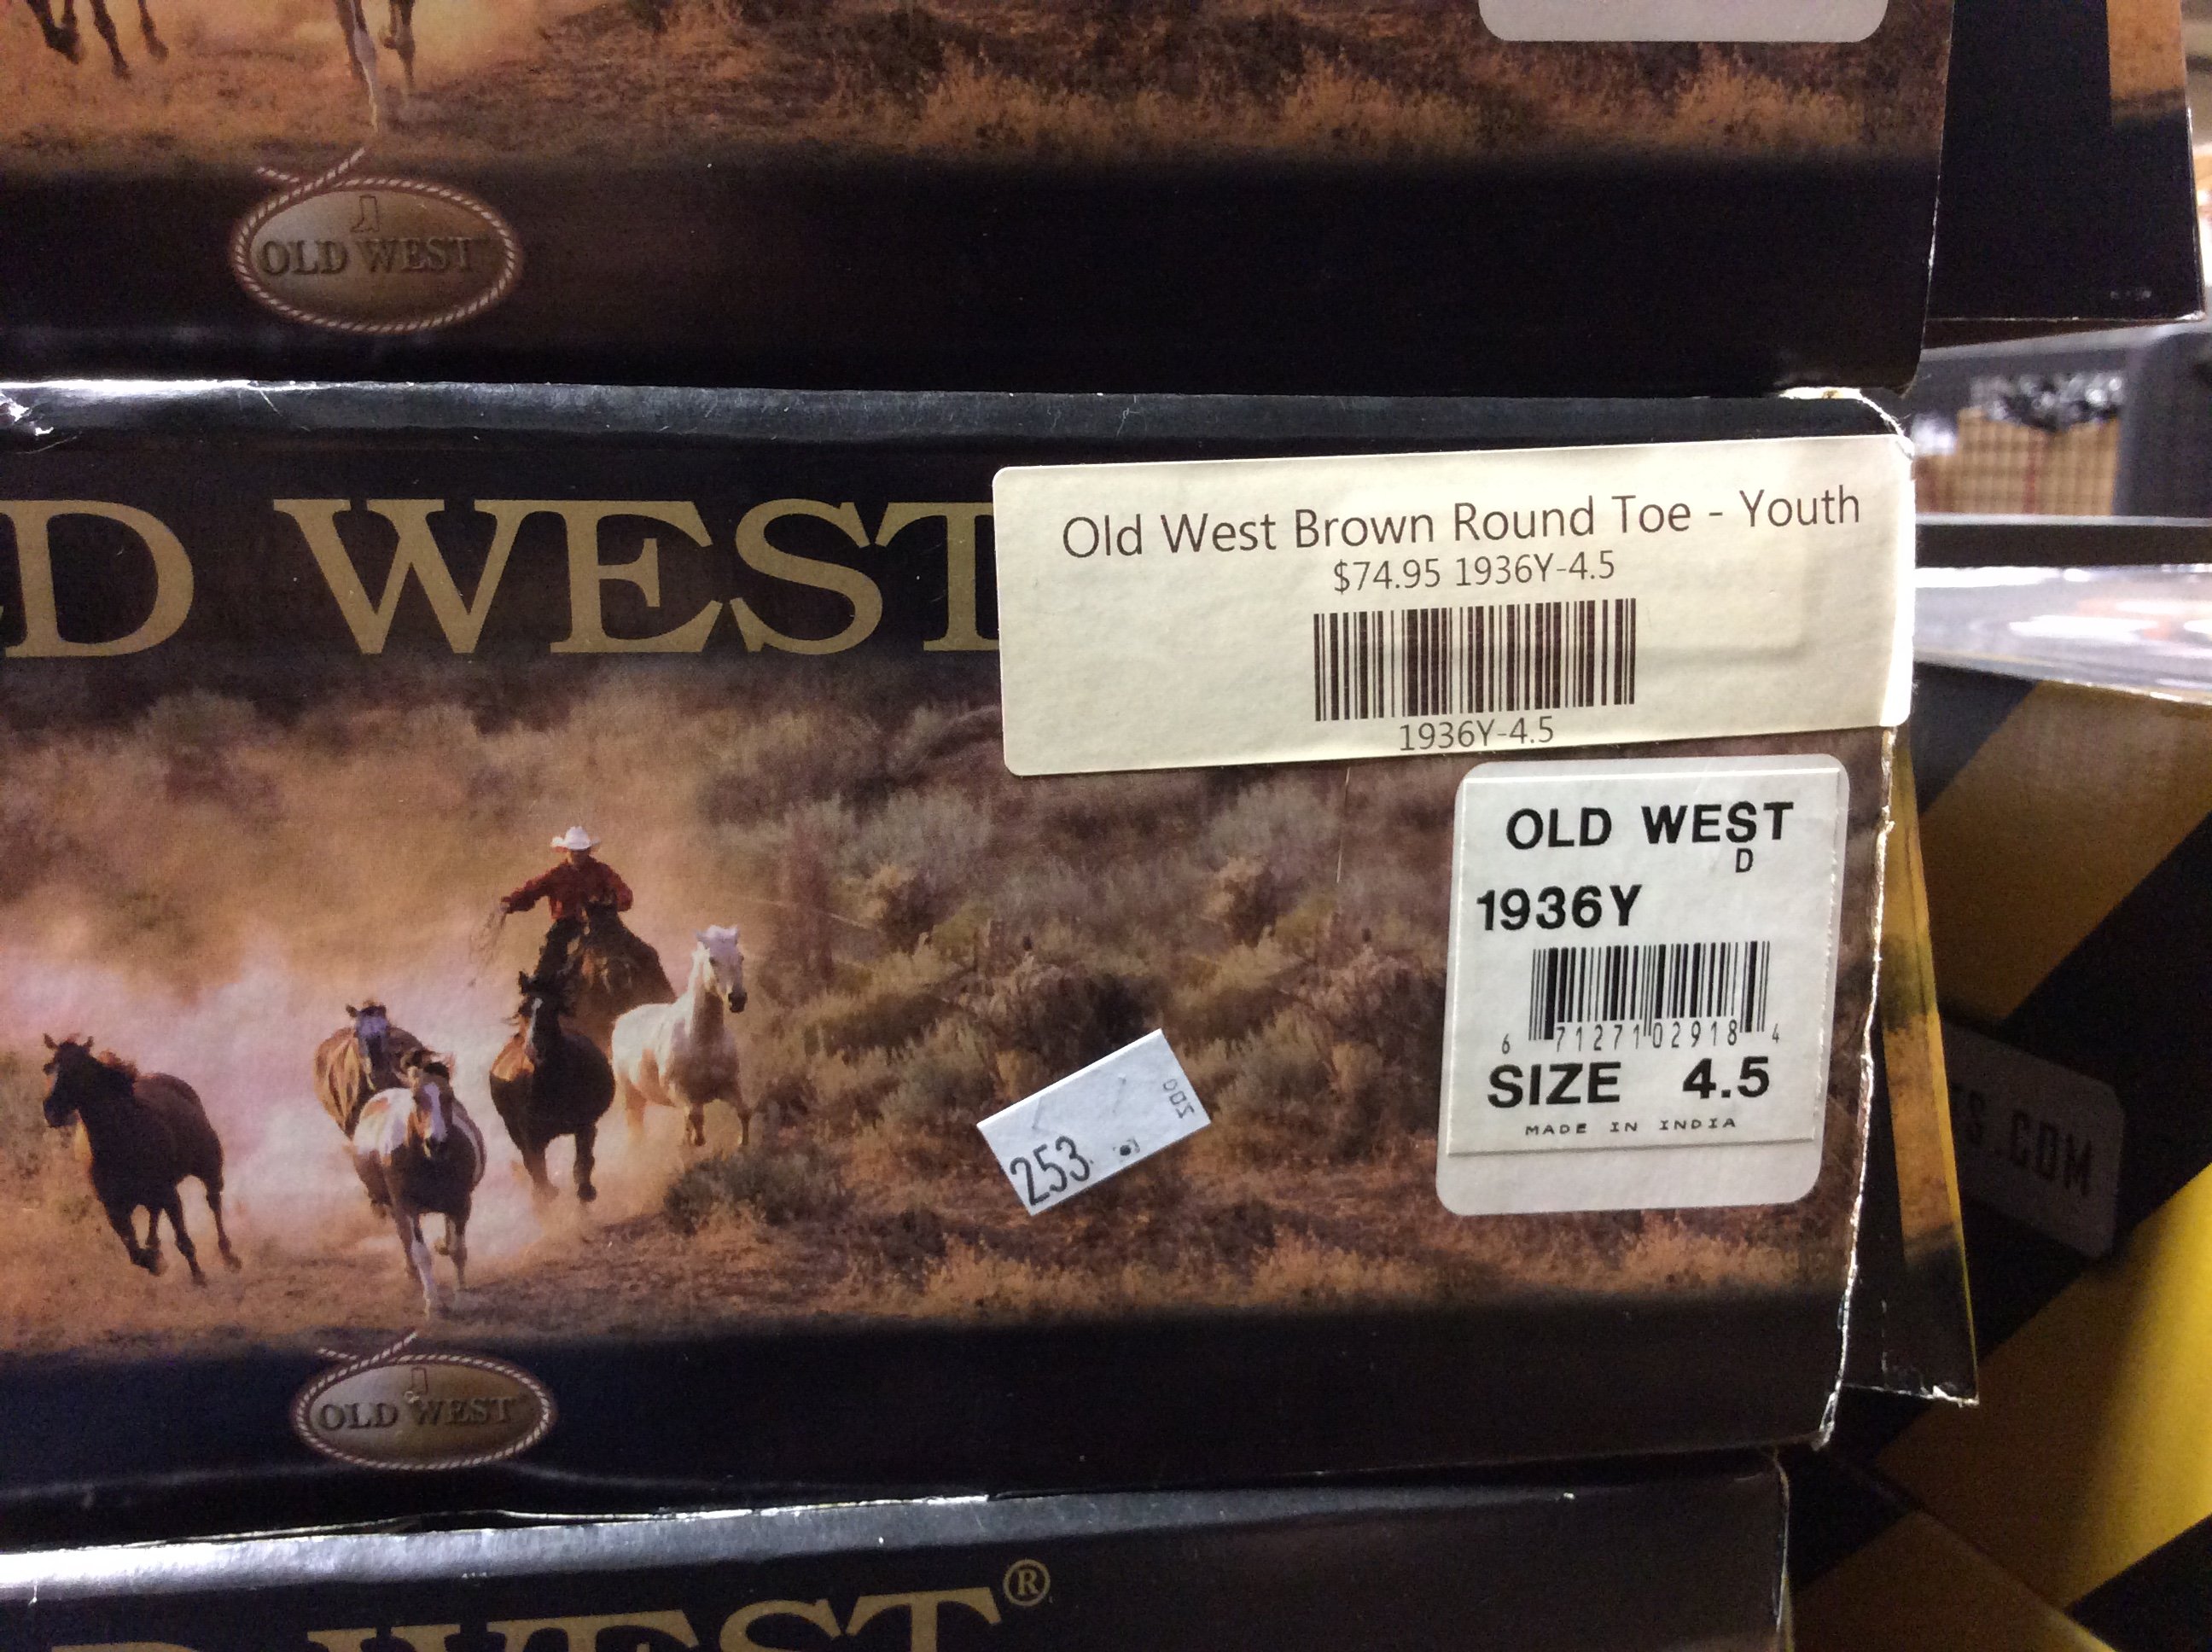 OLD WEST
D WEST
Old West Brown Round Toe - Youth
$74.95 1936Y-4.5
1936Y-4.5
OLD WEST
D
1936Y
6 71271 02918 4
SIZE 4.5
MADE IN INDIA
253
OLD WEST
S.COM
WEST®